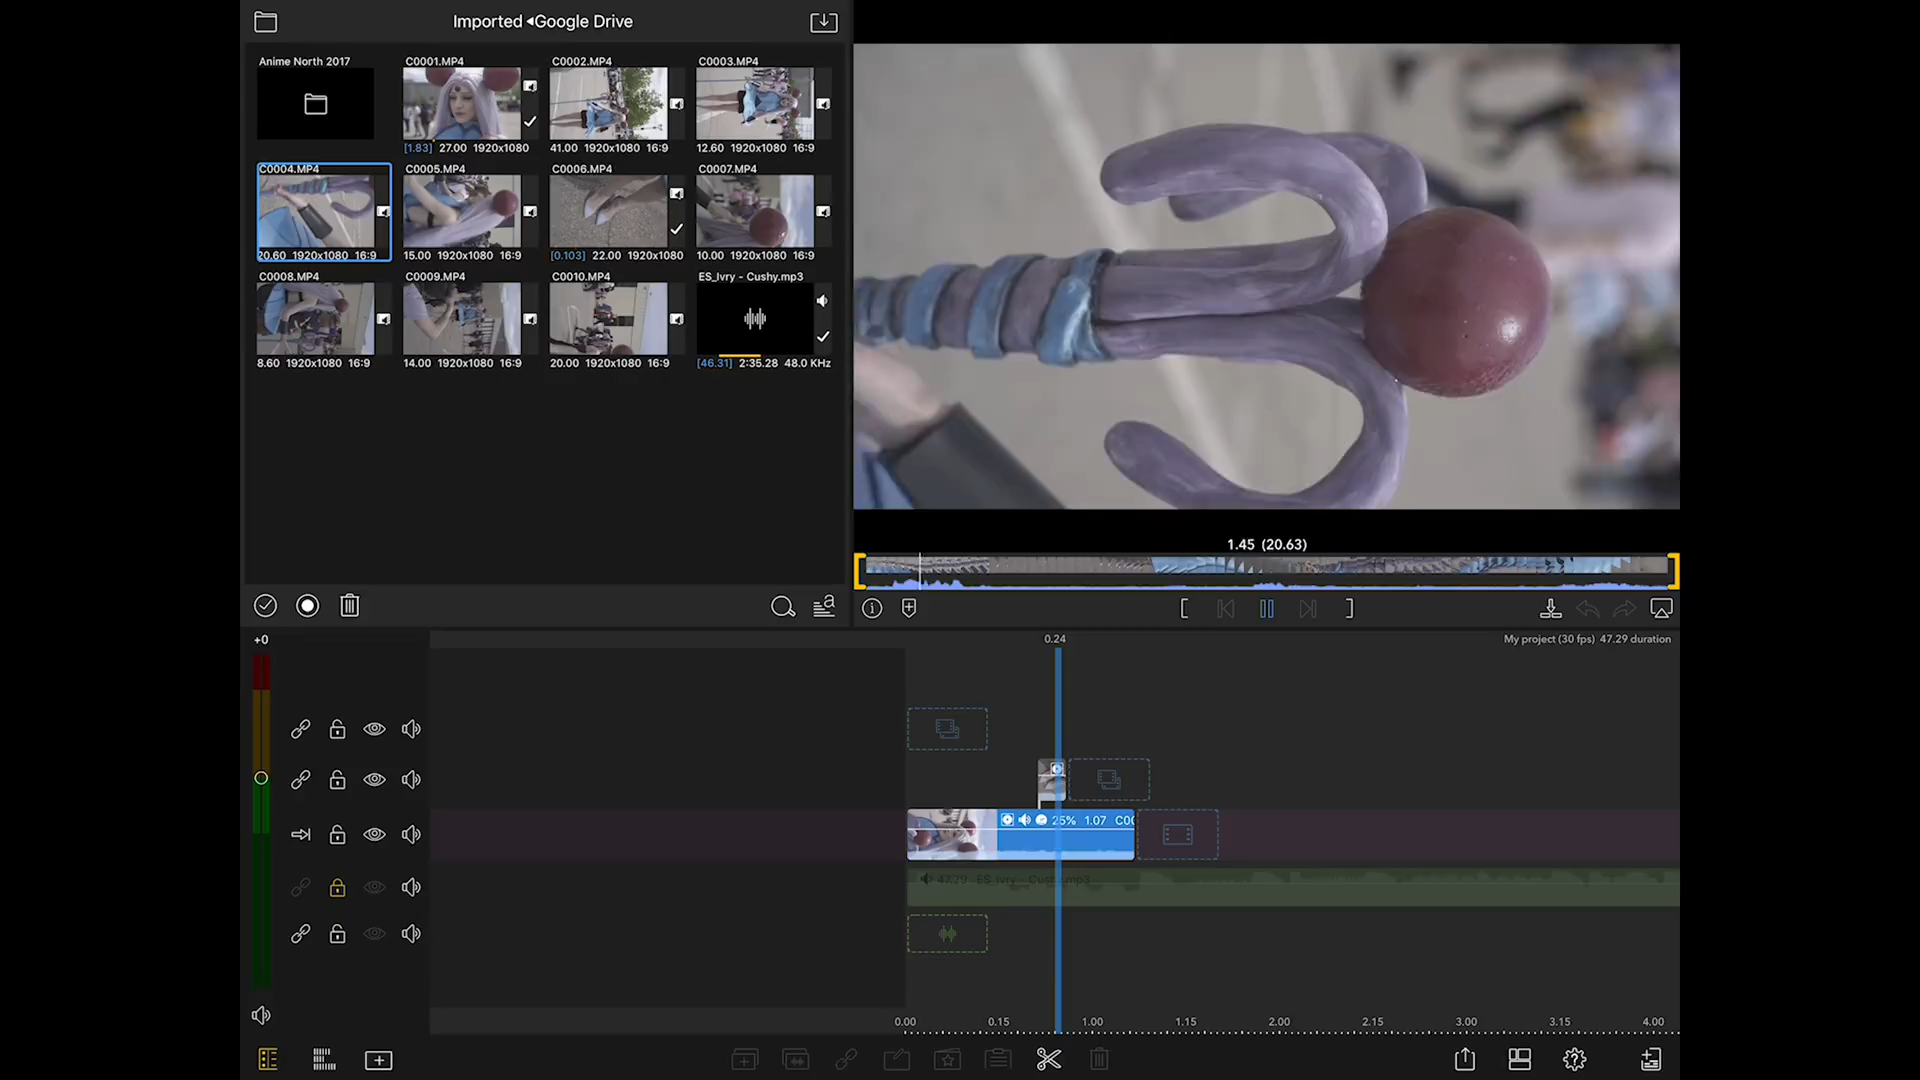 Imported ◂Google Drive
Anime North 2017
C0001.MP4
C0002.MP4
C0003.MP4
[1.83] 27.00 1920x1080
41.00 1920x1080 16:9
12.60 1920x1080 16:9
C0004.MP4
C0005.MP4
C0006.MP4
C0007.MP4
20.60 1920x1080 16:9
15.00 1920x1080 16:9
[0.103] 22.00 1920x1080
10.00 1920x1080 16:9
C0008.MP4
C0009.MP4
C0010.MP4
ES_Ivry - Cushy.mp3
8.60 1920x1080 16:9
14.00 1920x1080 16:9
20.00 1920x1080 16:9
[46.31] 2:35.28 48.0 KHz
1.45 (20.63)
+0
0.24
My project (30 fps) 47.29 duration
25% 1.07 C00
47.29 ES_Ivry - Cushy.mp3
0.00 0.15 1.00 1.15 2.00 2.15 3.00 3.15 4.00